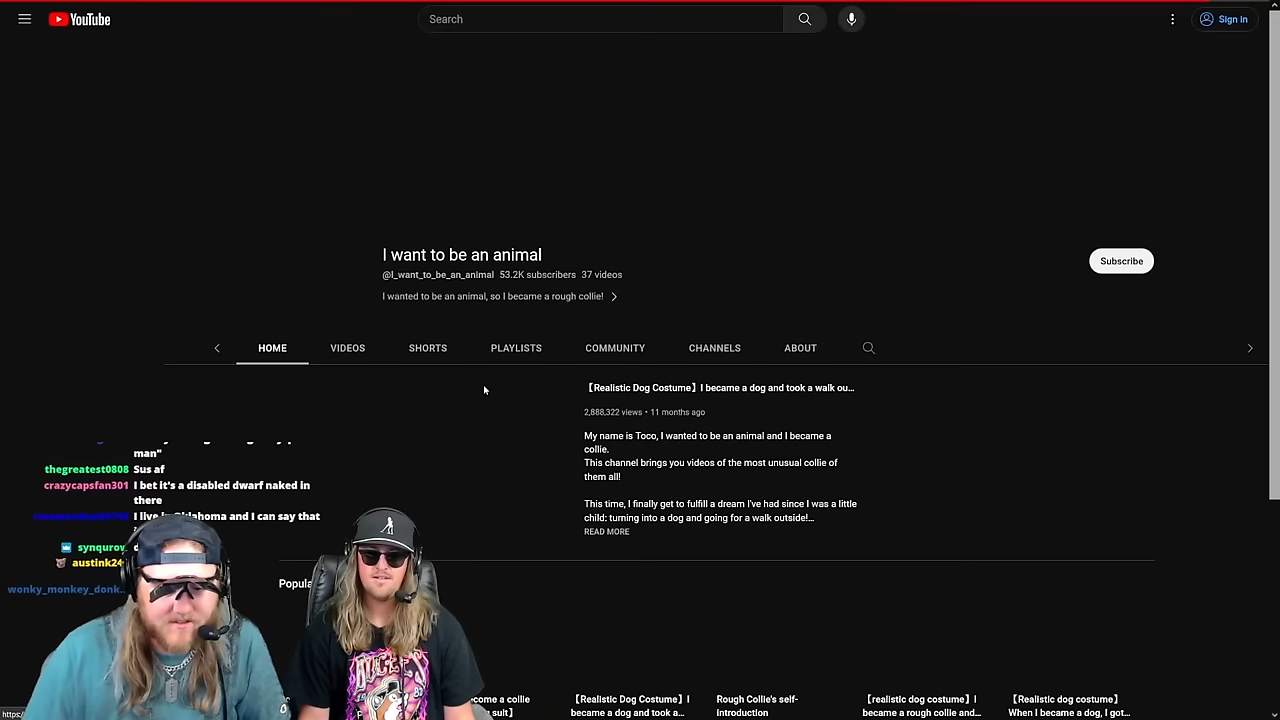 YouTube
Search
Sign in
I want to be an animal
@I_want_to_be_an_animal 53.2K subscribers 37 videos
I wanted to be an animal, so I became a rough collie!
Subscribe
HOME VIDEOS SHORTS PLAYLISTS COMMUNITY CHANNELS ABOUT
【Realistic Dog Costume】I became a dog and took a walk ou...
2,888,322 views • 11 months ago
My name is Toco, I wanted to be an animal and I became a
collie.
This channel brings you videos of the most unusual collie of
them all!
This time, I finally get to fulfill a dream I've had since I was a little
child: turning into a dog and going for a walk outside!...
READ MORE
man"
thegreatest0808 Sus af
crazycapsfan301 I bet it's a disabled dwarf naked in
there
I live in Oklahoma and I can say that
synqurow
austink24
wonky_monkey_donk..
Popula
come a collie
suit】
【Realistic Dog Costume】I
became a dog and took a...
Rough Collie's self-
Introduction
【realistic dog costume】I
became a rough collie and...
【Realistic dog costume】
When I became a dog, I got...
https:/